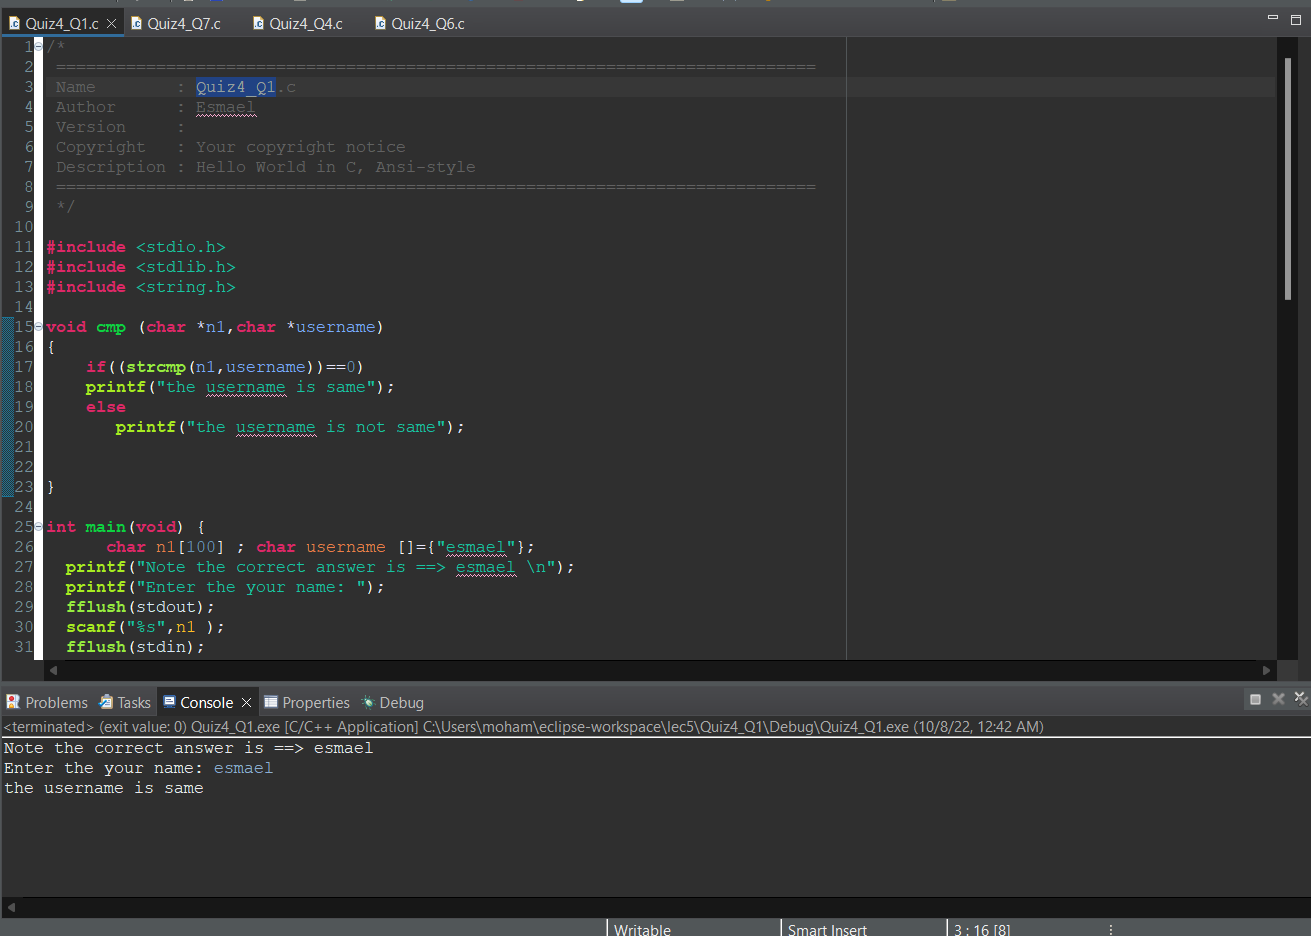 Quiz4_Q1.c Quiz4_Q7.c Quiz4_Q4.c Quiz4_Q6.c
1 /*
2 ============================================================================
3 Name : Quiz4_Q1.c
4 Author : Esmael
5 Version :
6 Copyright : Your copyright notice
7 Description : Hello World in C, Ansi-style
8 ============================================================================
9 */
10
11 #include <stdio.h>
12 #include <stdlib.h>
13 #include <string.h>
14
15 void cmp (char *n1,char *username)
16 {
17 if((strcmp(n1,username))==0)
18 printf("the username is same");
19 else
20 printf("the username is not same");
21
22
23 }
24
25 int main(void) {
26 char n1[100] ; char username []={"esmael"};
27 printf("Note the correct answer is ==> esmael \n");
28 printf("Enter the your name: ");
29 fflush(stdout);
30 scanf("%s",n1 );
31 fflush(stdin);
Problems Tasks Console Properties Debug
<terminated> (exit value: 0) Quiz4_Q1.exe [C/C++ Application] C:\Users\moham\eclipse-workspace\lec5\Quiz4_Q1\Debug\Quiz4_Q1.exe (10/8/22, 12:42 AM)
Note the correct answer is ==> esmael
Enter the your name: esmael
the username is same
Writable Smart Insert 3 : 16 [8]